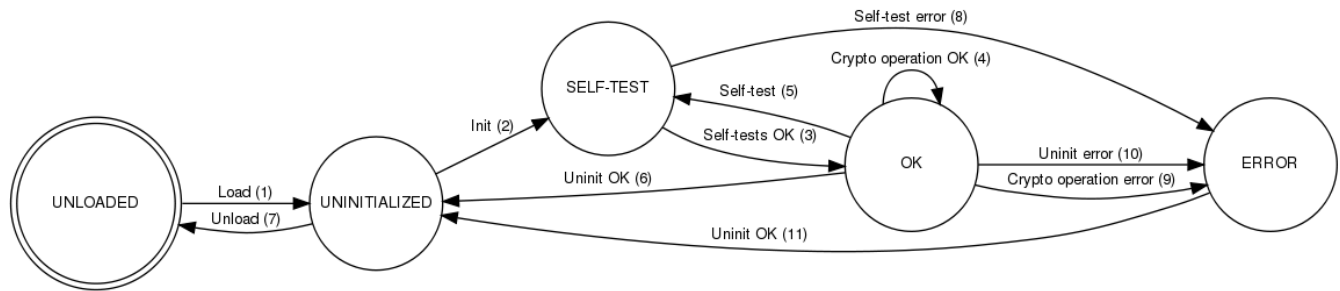 Self-test error (8)
Crypto operation OK (4)
SELF-TEST
Self-test (5)
Init (2)
Self-tests OK (3)
Uninit error (10)
OK
ERROR
Uninit OK (6)
Crypto operation error (9)
Load (1)
UNLOADED
UNINITIALIZED
Unload (7)
Uninit OK (11)